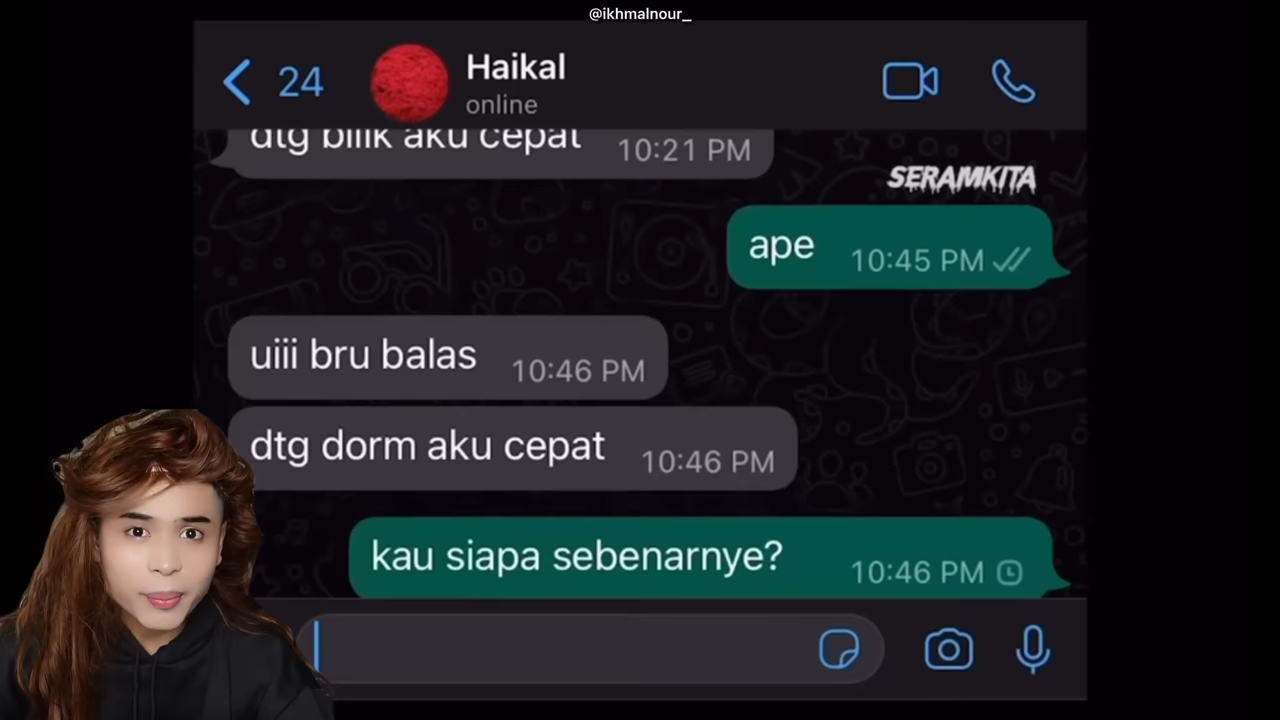 @ikhmalnour_
24
Haikal
online
dtg bilik aku cepat 10:21 PM
SERAMKITA
ape 10:45 PM
uiii bru balas 10:46 PM
dtg dorm aku cepat 10:46 PM
kau siapa sebenarnye? 10:46 PM